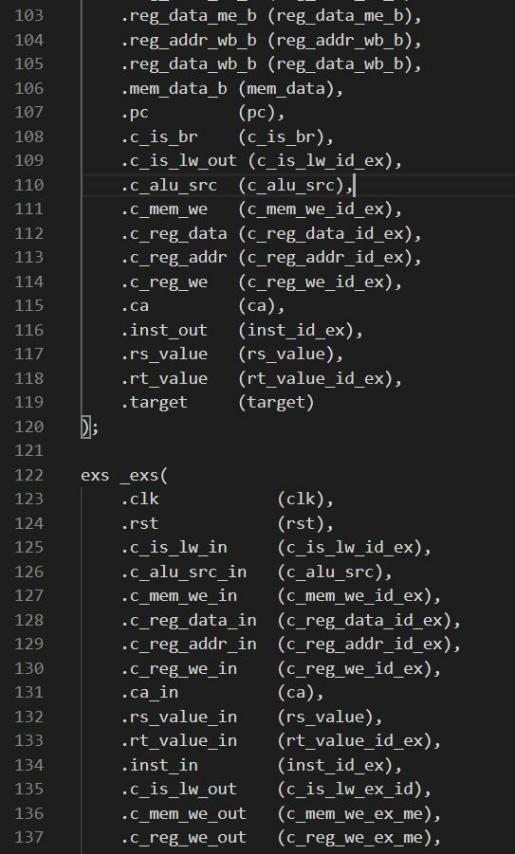 103 .reg_data_me_b (reg_data_me_b),
104 .reg_addr_wb_b (reg_addr_wb_b),
105 .reg_data_wb_b (reg_data_wb_b),
106 .mem_data_b (mem_data),
107 .pc (pc),
108 .c_is_br (c_is_br),
109 .c_is_lw_out (c_is_lw_id_ex),
110 .c_alu_src (c_alu_src),
111 .c_mem_we (c_mem_we_id_ex),
112 .c_reg_data (c_reg_data_id_ex),
113 .c_reg_addr (c_reg_addr_id_ex),
114 .c_reg_we (c_reg_we_id_ex),
115 .ca (ca),
116 .inst_out (inst_id_ex),
117 .rs_value (rs_value),
118 .rt_value (rt_value_id_ex),
119 .target (target)
120 );
121
122 exs _exs(
123 .clk (clk),
124 .rst (rst),
125 .c_is_lw_in (c_is_lw_id_ex),
126 .c_alu_src_in (c_alu_src),
127 .c_mem_we_in (c_mem_we_id_ex),
128 .c_reg_data_in (c_reg_data_id_ex),
129 .c_reg_addr_in (c_reg_addr_id_ex),
130 .c_reg_we_in (c_reg_we_id_ex),
131 .ca_in (ca),
132 .rs_value_in (rs_value),
133 .rt_value_in (rt_value_id_ex),
134 .inst_in (inst_id_ex),
135 .c_is_lw_out (c_is_lw_ex_id),
136 .c_mem_we_out (c_mem_we_ex_me),
137 .c_reg_we_out (c_reg_we_ex_me),